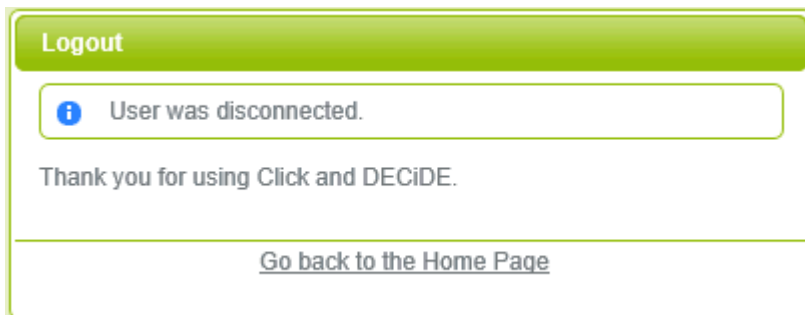 Logout
User was disconnected.
Thank you for using Click and DECiDE.
Go back to the Home Page